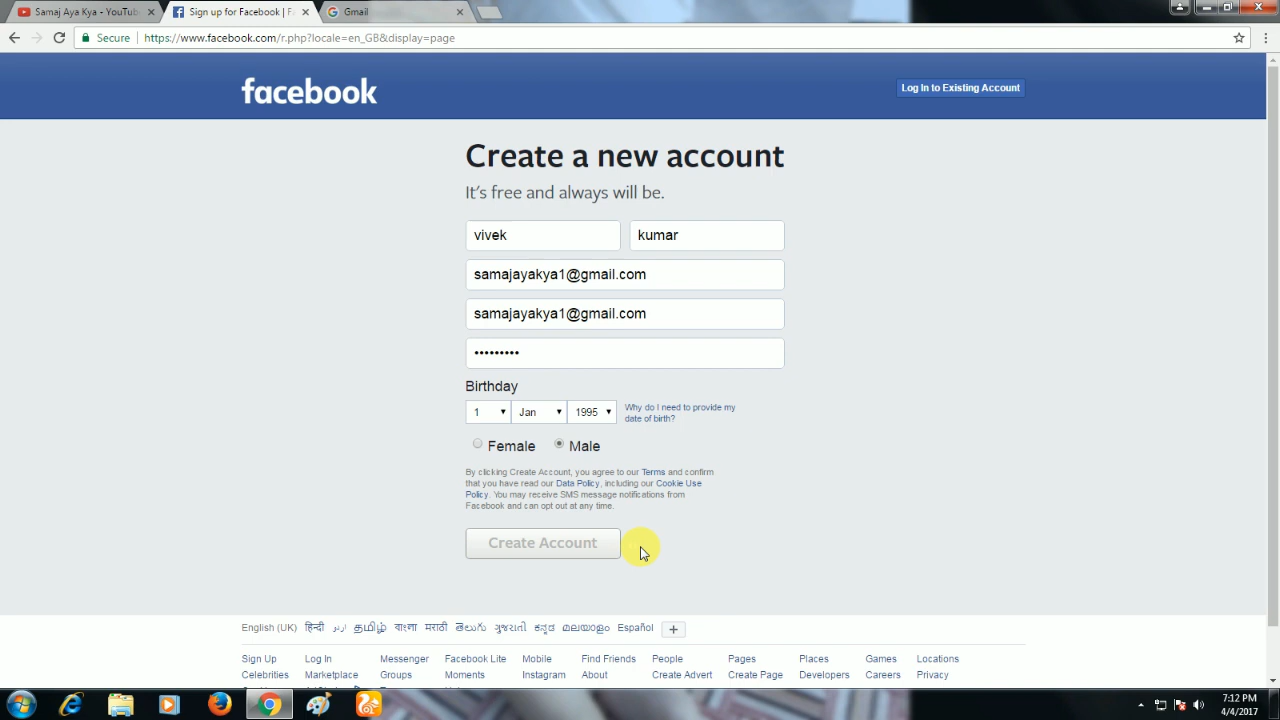 Samaj Aya Kya - YouTub
Sign up for Facebook | Fa
Gmail
Secure https://www.facebook.com/r.php?locale=en_GB&display=page
facebook
Log In to Existing Account
Create a new account
It's free and always will be.
vivek kumar
samajayakya1@gmail.com
samajayakya1@gmail.com
•••••••••
Birthday
1 Jan 1995 Why do I need to provide my
date of birth?
Female Male
By clicking Create Account, you agree to our Terms and confirm
that you have read our Data Policy, including our Cookie Use
Policy. You may receive SMS message notifications from
Facebook and can opt out at any time.
Create Account
English (UK) हिन्दी اردو தமிழ் বাংলা मराठी తెలుగు ગુજરાતી ಕನ್ನಡ മലയാളം Español +
Sign Up Log In Messenger Facebook Lite Mobile Find Friends People Pages Places Games Locations
Celebrities Marketplace Groups Moments Instagram About Create Advert Create Page Developers Careers Privacy
7:12 PM
4/4/2017